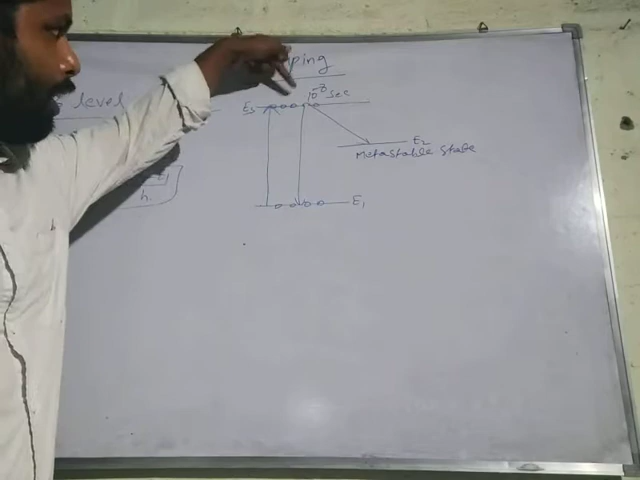 ping
level
10⁻⁸ sec
E₃
E₂
Metastable state
h.
E₁